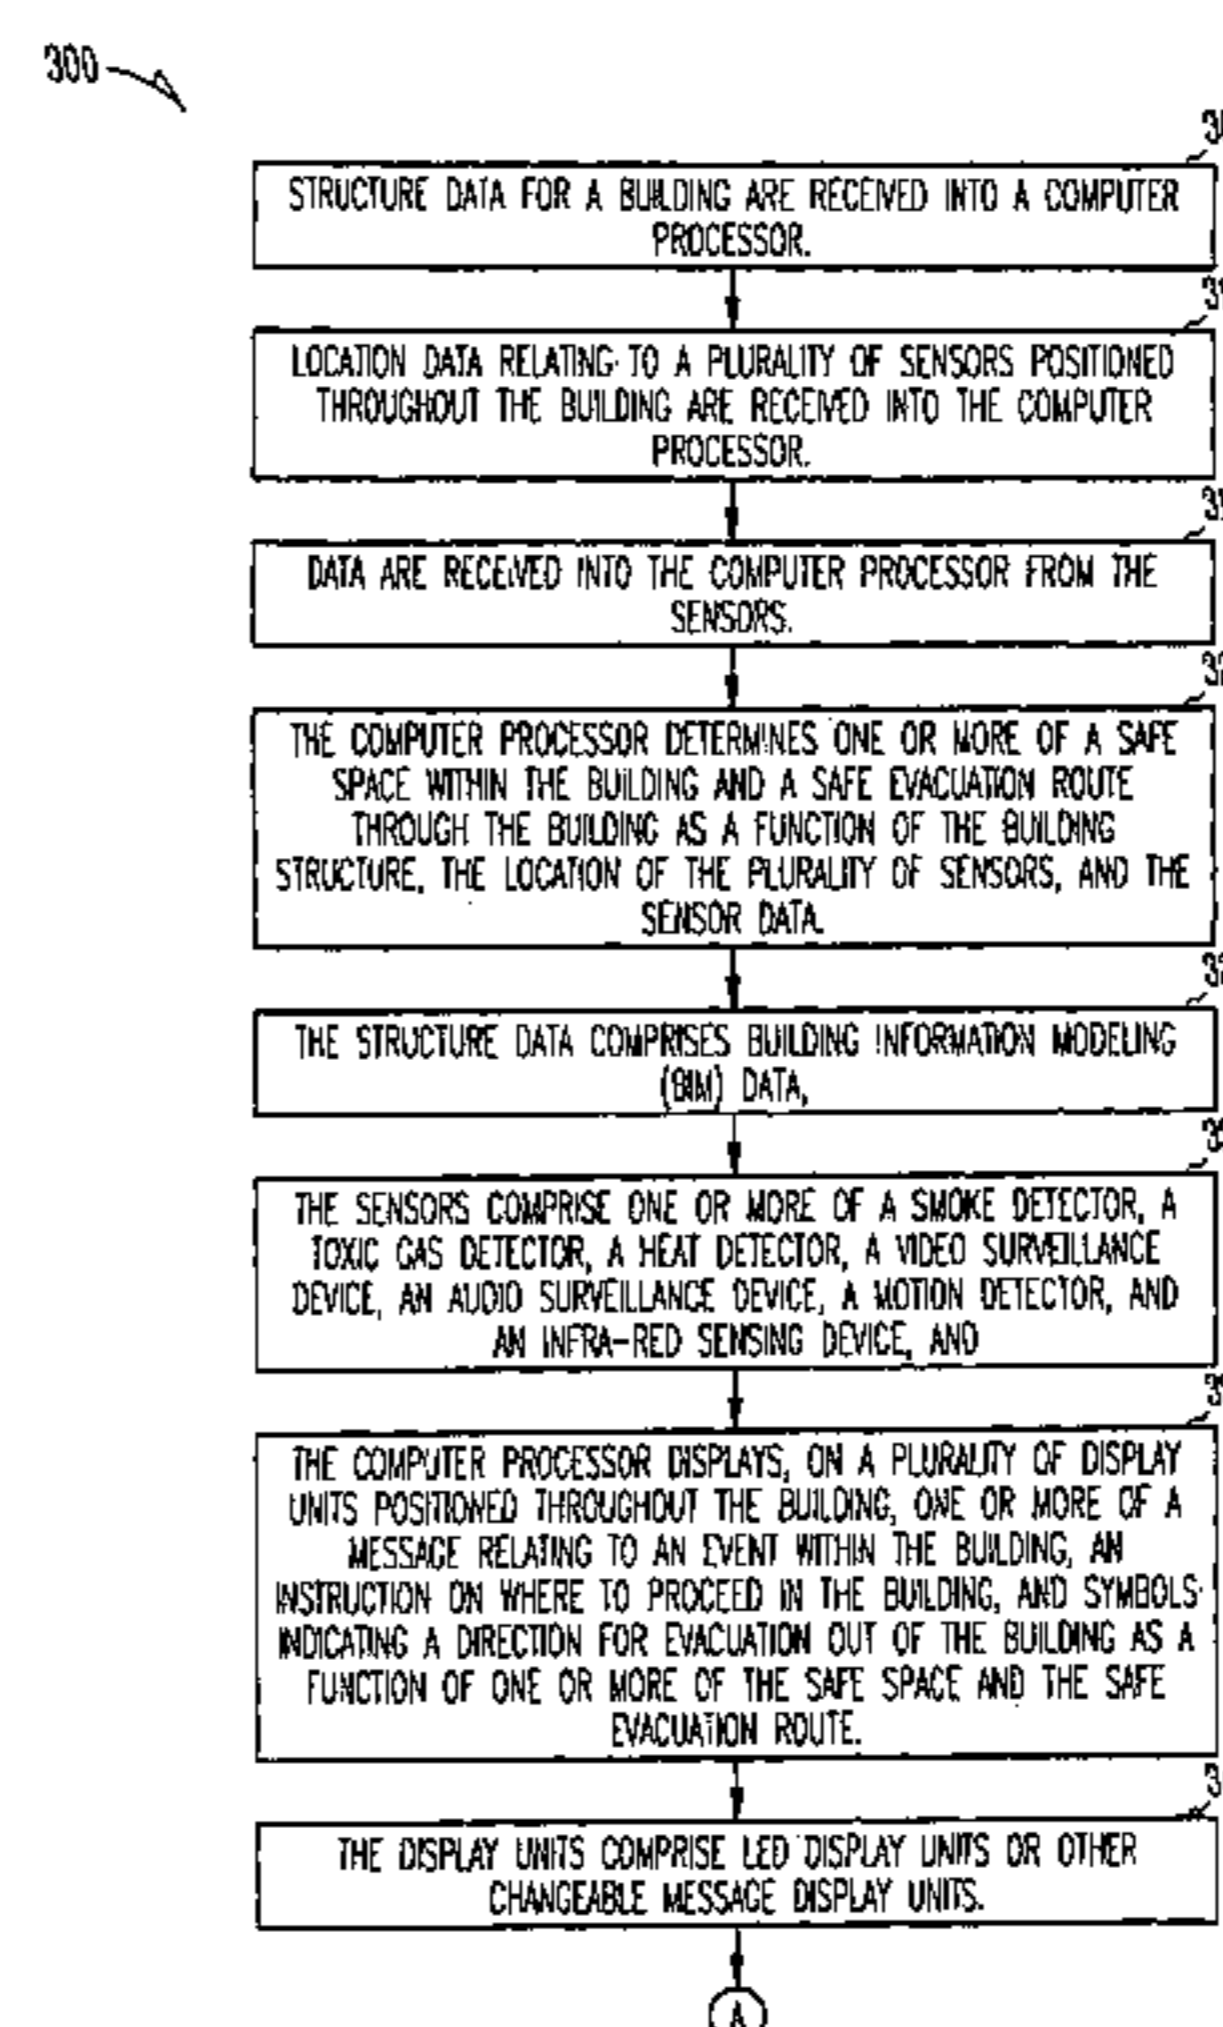 300
STRUCTURE DATA FOR A BUILDING ARE RECEIVED INTO A COMPUTER
PROCESSOR.
LOCATION DATA RELATING TO A PLURALITY OF SENSORS POSITIONED
THROUGHOUT THE BUILDING ARE RECEIVED INTO THE COMPUTER
PROCESSOR.
DATA ARE RECEIVED INTO THE COMPUTER PROCESSOR FROM THE
SENSORS.
THE COMPUTER PROCESSOR DETERMINES ONE OR MORE OF A SAFE
SPACE WITHIN THE BUILDING AND A SAFE EVACUATION ROUTE
THROUGH THE BUILDING AS A FUNCTION OF THE BUILDING
STRUCTURE, THE LOCATION OF THE PLURALITY OF SENSORS, AND THE
SENSOR DATA.
THE STRUCTURE DATA COMPRISES BUILDING INFORMATION MODELING
(BIM) DATA,
THE SENSORS COMPRISE ONE OR MORE OF A SMOKE DETECTOR, A
TOXIC GAS DETECTOR, A HEAT DETECTOR, A VIDEO SURVEILLANCE
DEVICE, AN AUDIO SURVEILLANCE DEVICE, A MOTION DETECTOR, AND
AN INFRA-RED SENSING DEVICE, AND
THE COMPUTER PROCESSOR DISPLAYS, ON A PLURALITY OF DISPLAY
UNITS POSITIONED THROUGHOUT THE BUILDING, ONE OR MORE OF A
MESSAGE RELATING TO AN EVENT WITHIN THE BUILDING, AN
INSTRUCTION ON WHERE TO PROCEED IN THE BUILDING, AND SYMBOLS
INDICATING A DIRECTION FOR EVACUATION OUT OF THE BUILDING AS A
FUNCTION OF ONE OR MORE OF THE SAFE SPACE AND THE SAFE
EVACUATION ROUTE.
THE DISPLAY UNITS COMPRISE LED DISPLAY UNITS OR OTHER
CHANGEABLE MESSAGE DISPLAY UNITS.
A